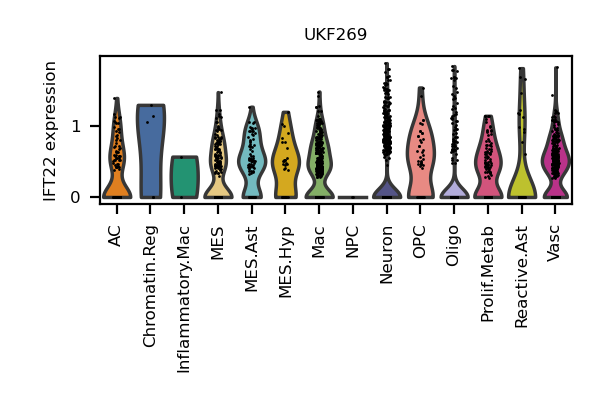 UKF269
IFT22 expression
1
0
AC
Chromatin.Reg
Inflammatory.Mac
MES
MES.Ast
MES.Hyp
Mac
NPC
Neuron
OPC
Oligo
Prolif.Metab
Reactive.Ast
Vasc